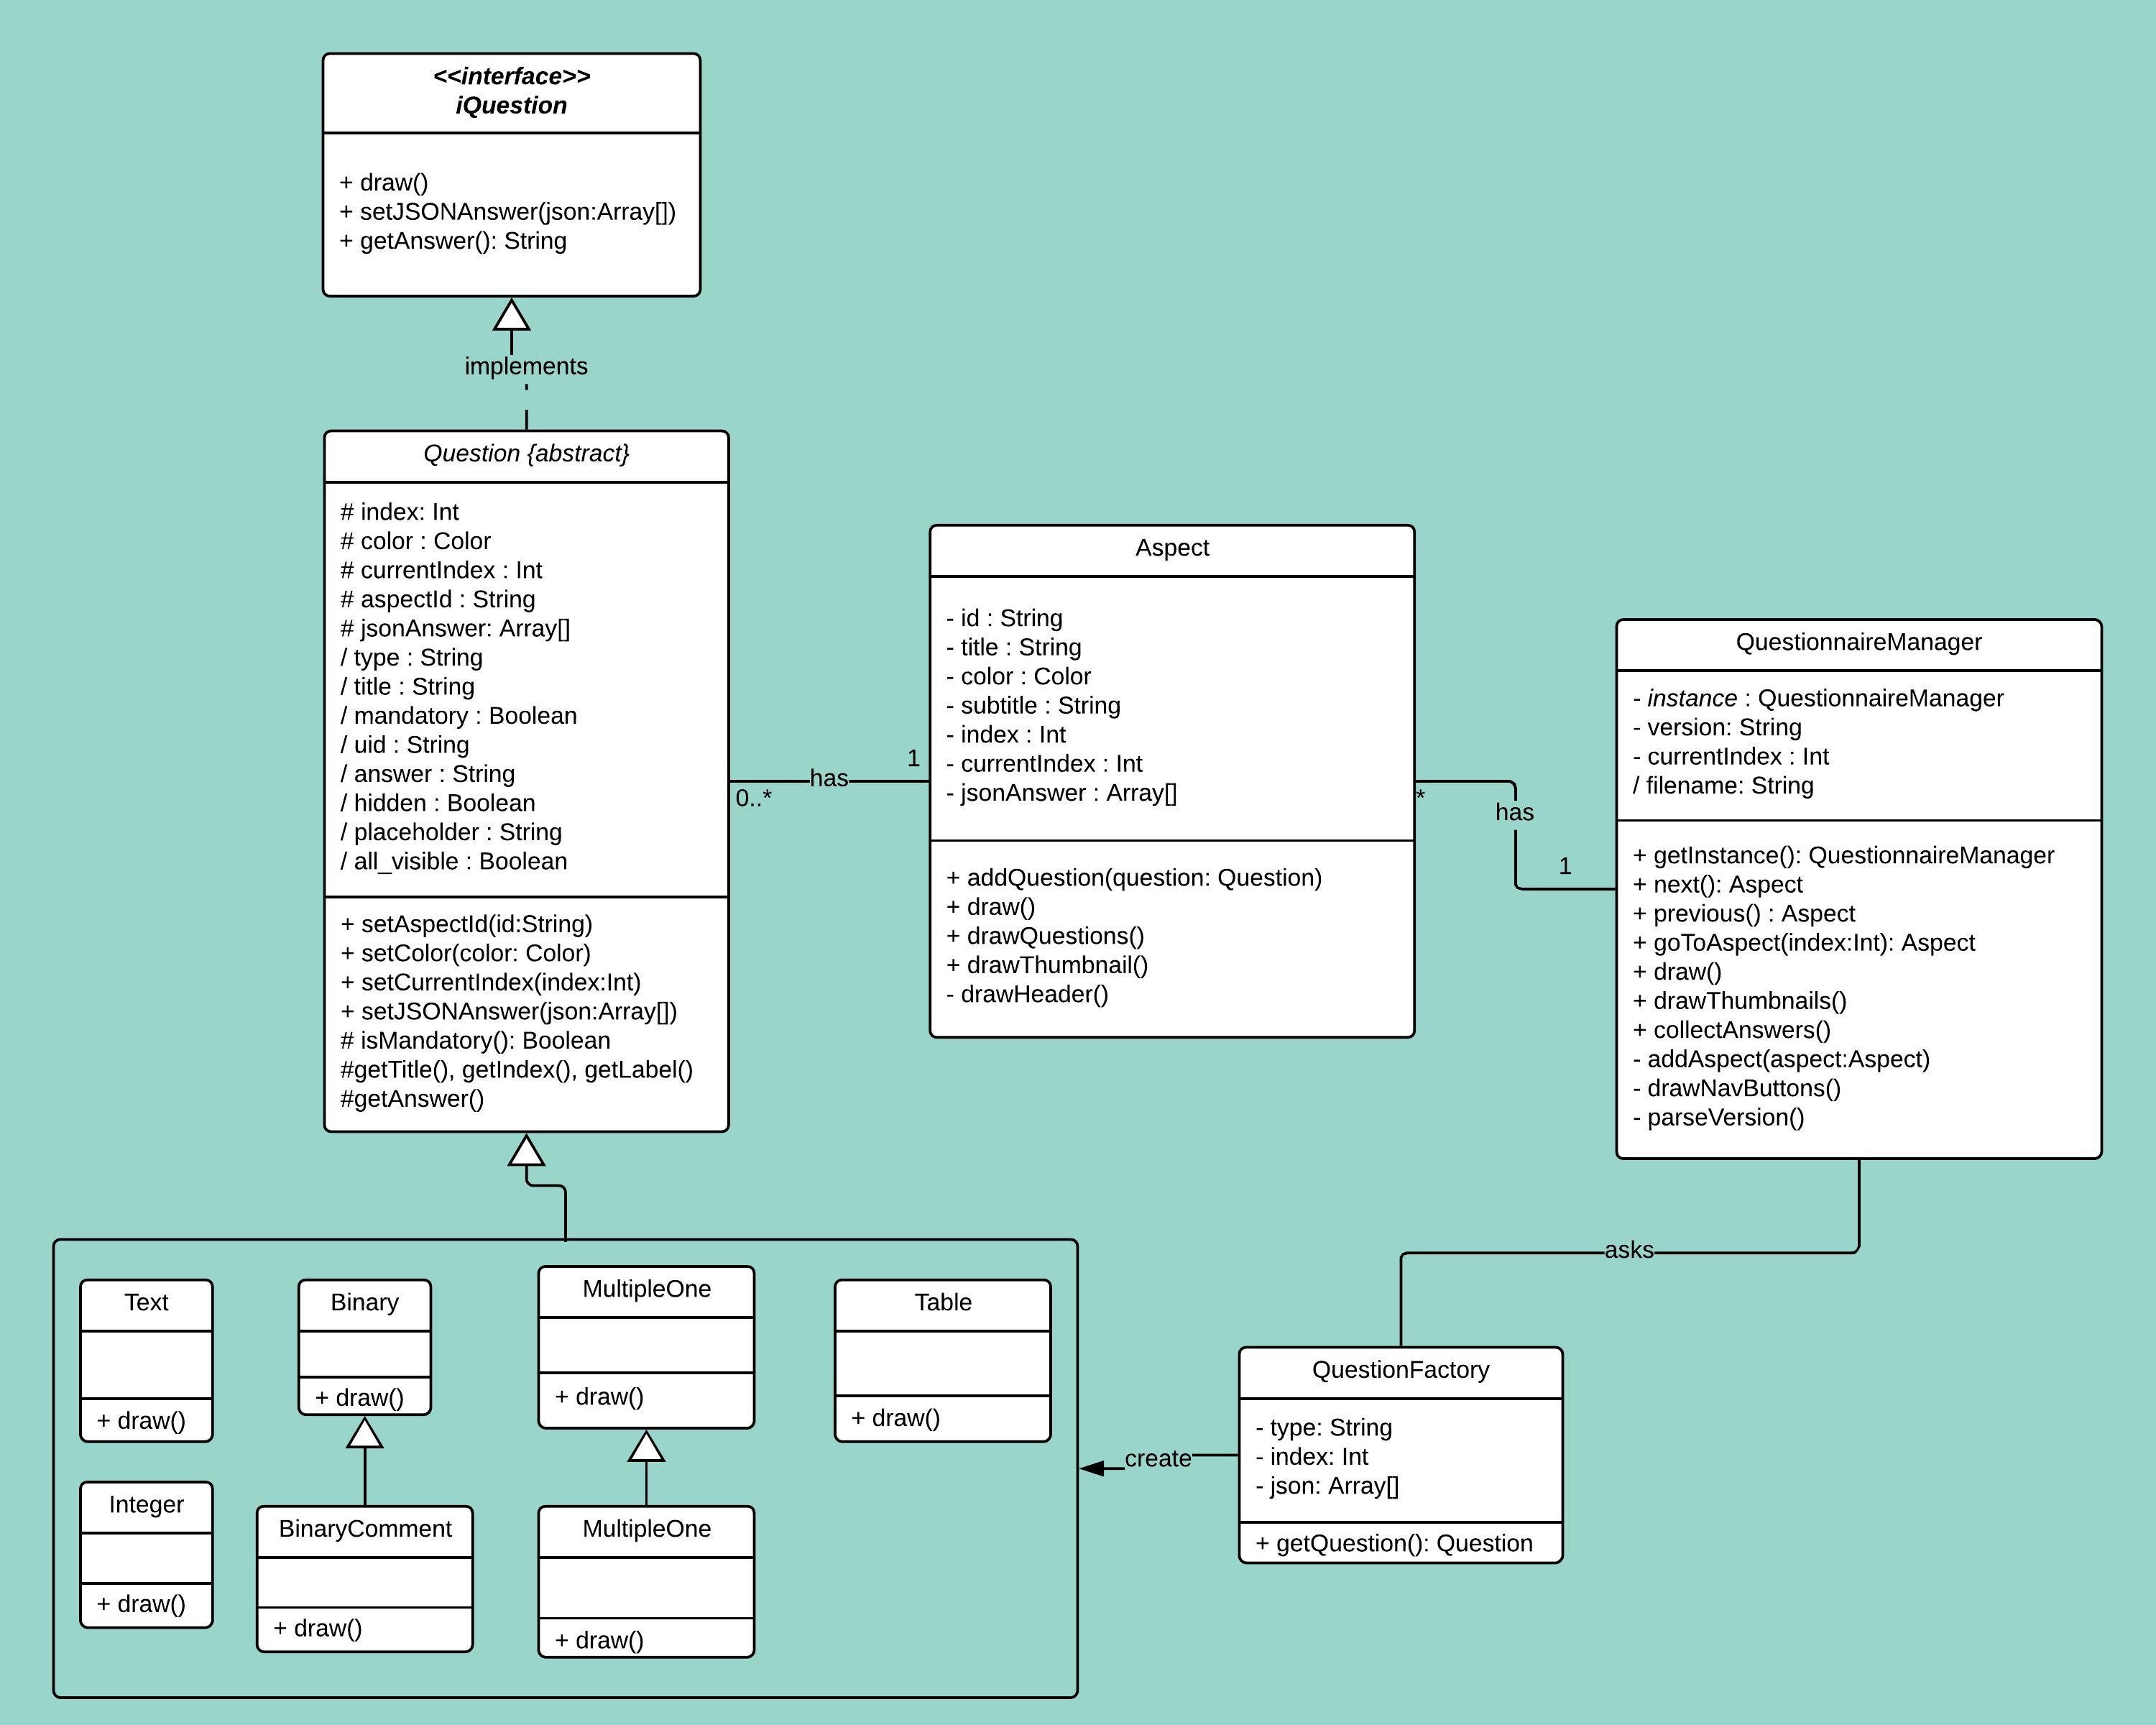 <<interface>>
iQuestion
+ draw()
+ setJSONAnswer(json:Array[])
+ getAnswer(): String
implements
Question {abstract}
# index: Int
# color : Color
# currentIndex : Int
# aspectId : String
# jsonAnswer: Array[]
/ type : String
/ title : String
/ mandatory : Boolean
/ uid : String
/ answer : String
/ hidden : Boolean
/ placeholder : String
/ all_visible : Boolean
+ setAspectId(id:String)
+ setColor(color: Color)
+ setCurrentIndex(index:Int)
+ setJSONAnswer(json:Array[])
# isMandatory(): Boolean
#getTitle(), getIndex(), getLabel()
#getAnswer()
0..*
has
1
Aspect
- id : String
- title : String
- color : Color
- subtitle : String
- index : Int
- currentIndex : Int
- jsonAnswer : Array[]
+ addQuestion(question: Question)
+ draw()
+ drawQuestions()
+ drawThumbnail()
- drawHeader()
*
has
1
QuestionnaireManager
- instance : QuestionnaireManager
- version: String
- currentIndex : Int
/ filename: String
+ getInstance(): QuestionnaireManager
+ next(): Aspect
+ previous() : Aspect
+ goToAspect(index:Int): Aspect
+ draw()
+ drawThumbnails()
+ collectAnswers()
- addAspect(aspect:Aspect)
- drawNavButtons()
- parseVersion()
asks
Text
+ draw()
Binary
+ draw()
MultipleOne
+ draw()
Table
+ draw()
Integer
+ draw()
BinaryComment
+ draw()
MultipleOne
+ draw()
create
QuestionFactory
- type: String
- index: Int
- json: Array[]
+ getQuestion(): Question